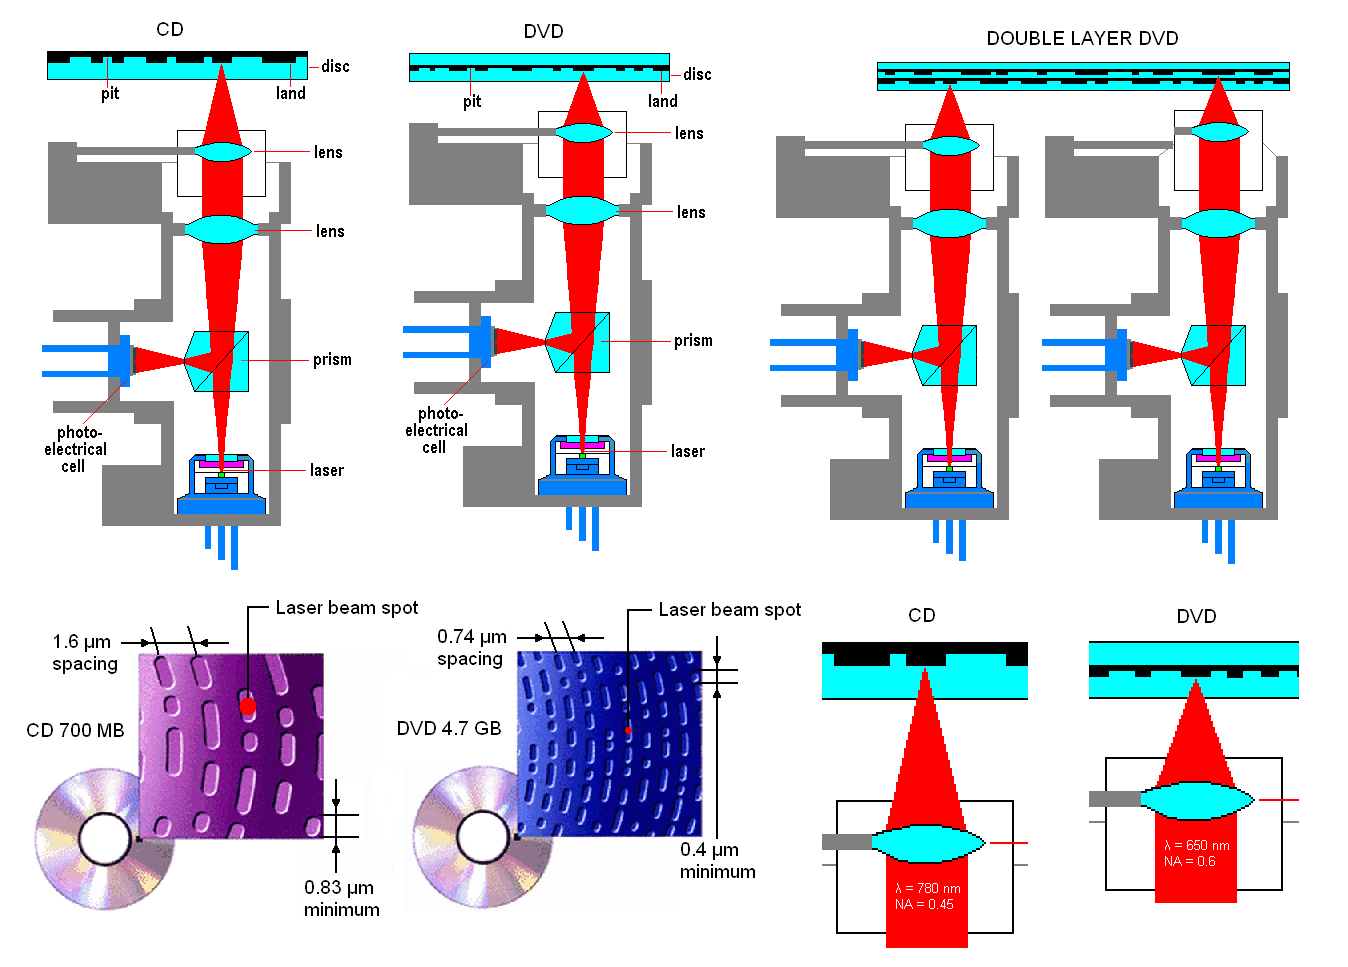 CD
DVD
DOUBLE LAYER DVD
disc
pit
land
lens
lens
prism
photo-
electrical
cell
laser
disc
pit
land
lens
lens
prism
photo-
electrical
cell
laser
Laser beam spot
1.6 µm
spacing
CD 700 MB
0.83 µm
minimum
Laser beam spot
0.74 µm
spacing
DVD 4.7 GB
0.4 µm
minimum
CD
λ = 780 nm
NA = 0.45
DVD
λ = 650 nm
NA = 0.6